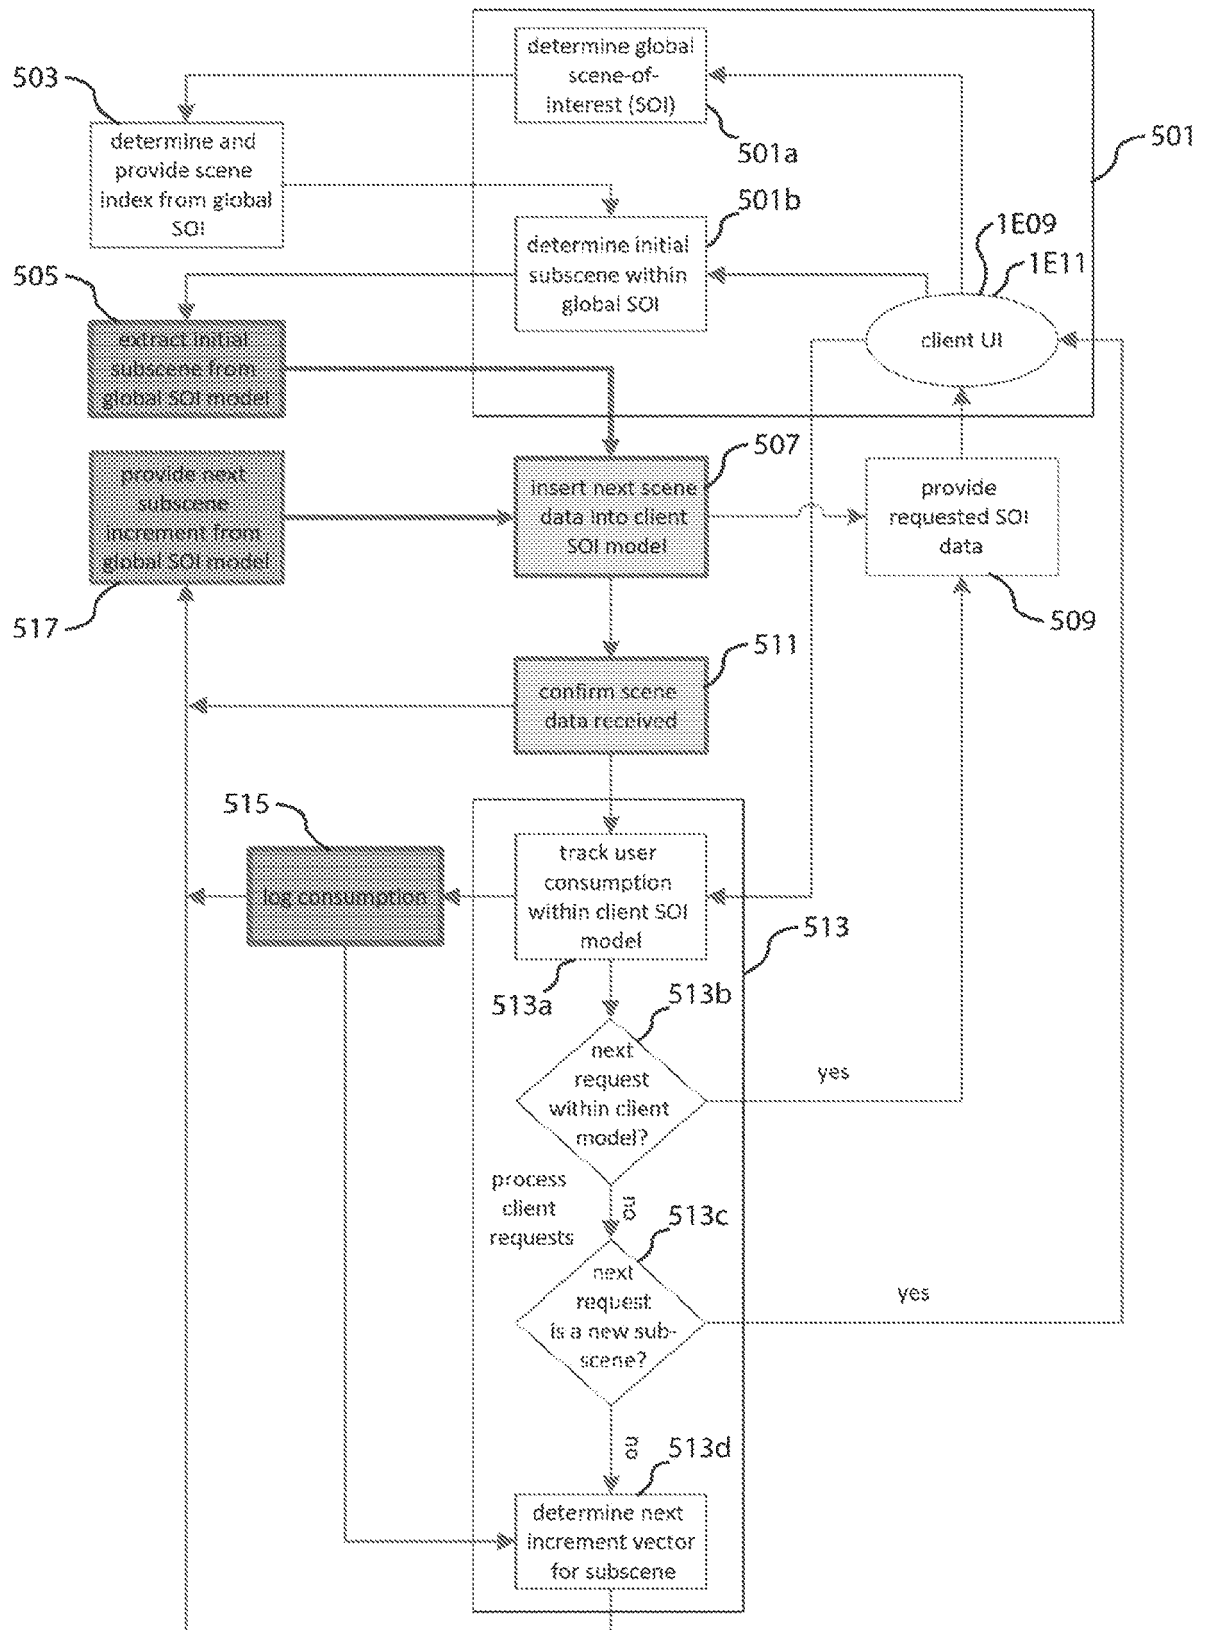 determine global
scene-of-
interest (SOI)
501a
503
determine and
provide scene
index from global
SOI
501
501b
determine initial
subscene within
global SOI
1E09
1E11
client UI
505
extract initial
subscene from
global SOI model
507
insert next scene
data into client
SOI model
provide next
subscene
increment from
global SOI model
517
provide
requested SOI
data
509
511
confirm scene
data received
515
log consumption
track user
consumption
within client SOI
model
513
513a
513b
next
request
within client
model?
yes
process
client
requests
no
513c
next
request
is a new sub-
scene?
yes
no
513d
determine next
increment vector
for subscene